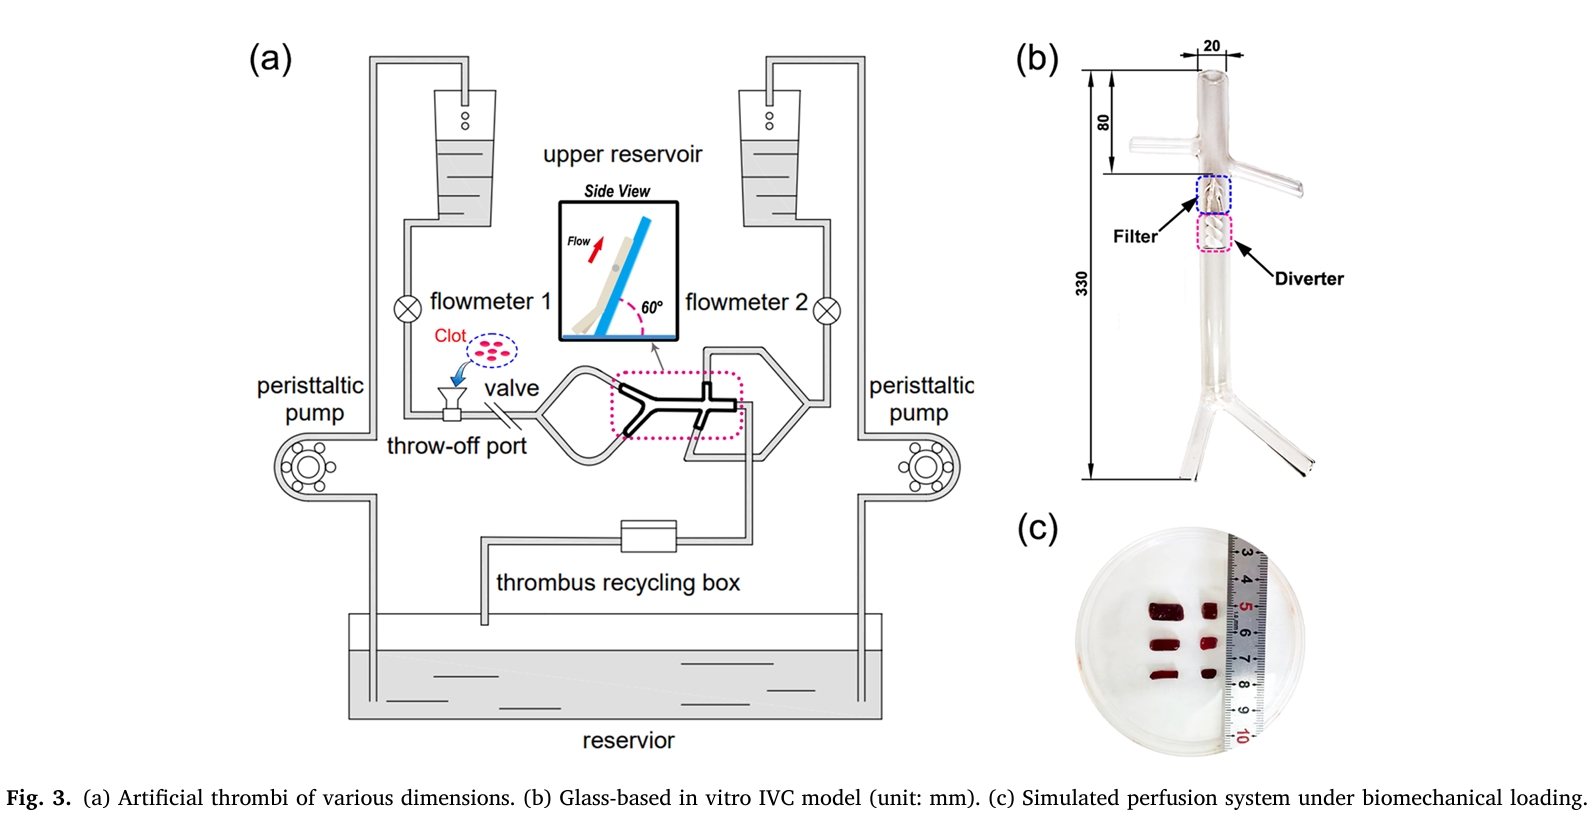 (a)
upper reservoir
Side View
Flow
60°
flowmeter 1
flowmeter 2
Clot
valve
peristtaltic
pump
throw-off port
peristtaltic
pump
thrombus recycling box
reservior
(b)
20
80
330
Filter
Diverter
(c)
3
4
5
6
7
8
9
10
Fig. 3. (a) Artificial thrombi of various dimensions. (b) Glass-based in vitro IVC model (unit: mm). (c) Simulated perfusion system under biomechanical loading.